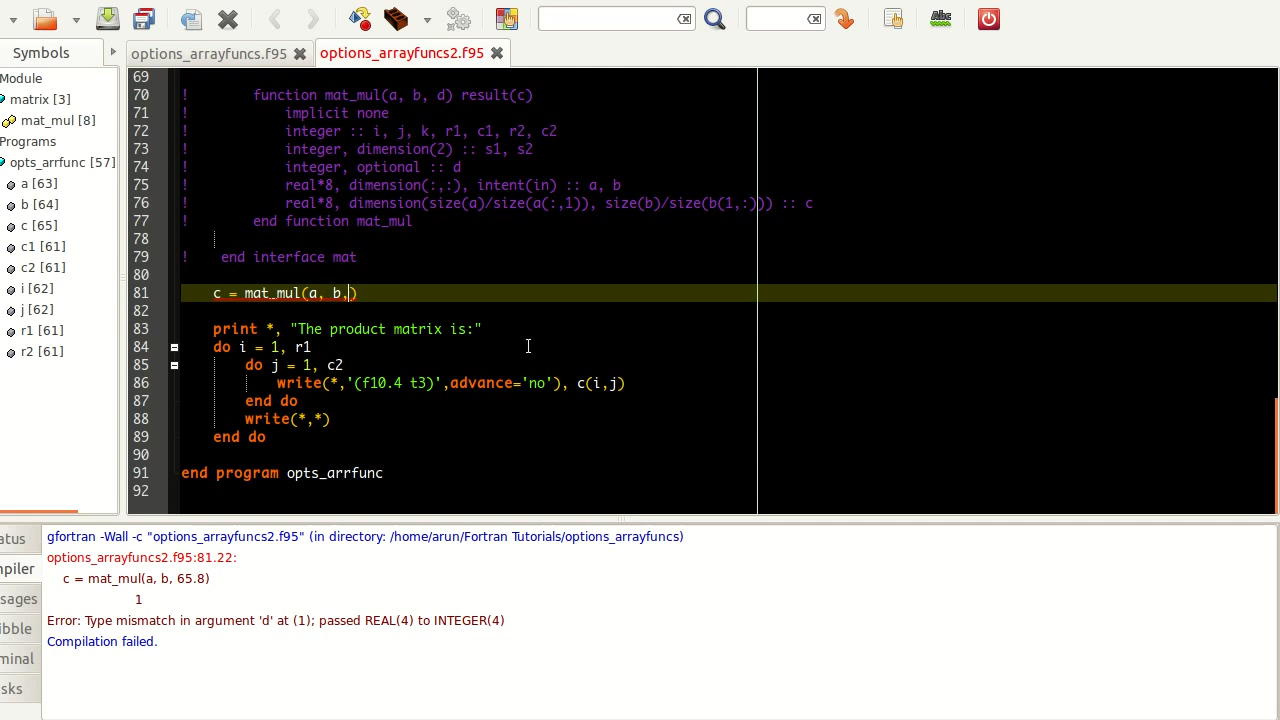 Symbols
options_arrayfuncs.f95
options_arrayfuncs2.f95
Module
matrix [3]
mat_mul [8]
Programs
opts_arrfunc [57]
a [63]
b [64]
c [65]
c1 [61]
c2 [61]
i [62]
j [62]
r1 [61]
r2 [61]
69
70 ! function mat_mul(a, b, d) result(c)
71 ! implicit none
72 ! integer :: i, j, k, r1, c1, r2, c2
73 ! integer, dimension(2) :: s1, s2
74 ! integer, optional :: d
75 ! real*8, dimension(:,:), intent(in) :: a, b
76 ! real*8, dimension(size(a)/size(a(:,1)), size(b)/size(b(1,:))) :: c
77 ! end function mat_mul
78
79 ! end interface mat
80
81 c = mat_mul(a, b,)
82
83 print *, "The product matrix is:"
84 do i = 1, r1
85 do j = 1, c2
86 write(*,'(f10.4 t3)',advance='no'), c(i,j)
87 end do
88 write(*,*)
89 end do
90
91 end program opts_arrfunc
92
atus
mpiler
ssages
ibble
minal
sks
gfortran -Wall -c "options_arrayfuncs2.f95" (in directory: /home/arun/Fortran Tutorials/options_arrayfuncs)
options_arrayfuncs2.f95:81.22:
c = mat_mul(a, b, 65.8)
1
Error: Type mismatch in argument 'd' at (1); passed REAL(4) to INTEGER(4)
Compilation failed.